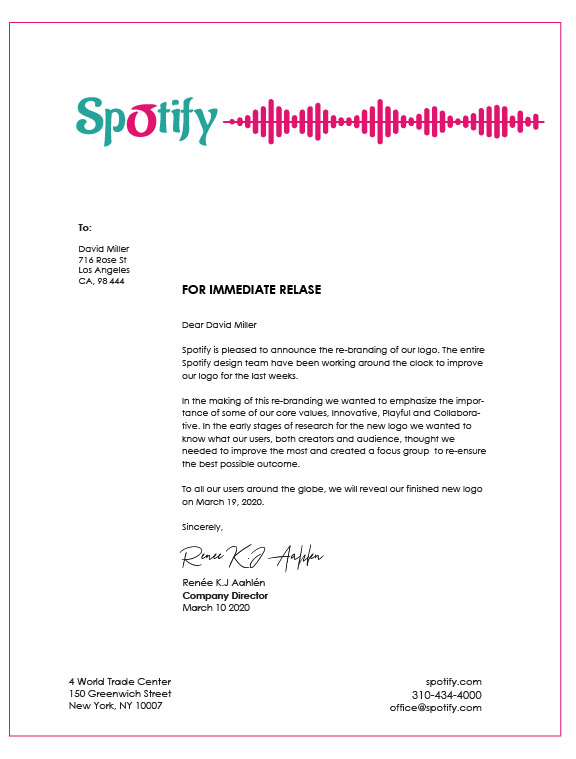 Spotify
To:
David Miller
716 Rose St
Los Angeles
CA, 98 444
FOR IMMEDIATE RELASE
Dear David Miller
Spotify is pleased to announce the re-branding of our logo. The entire
Spotify design team have been working around the clock to improve
our logo for the last weeks.
In the making of this re-branding we wanted to emphasize the impor-
tance of some of our core values, Innovative, Playful and Collabora-
tive. In the early stages of research for the new logo we wanted to
know what our users, both creators and audience, thought we
needed to improve the most and created a focus group  to re-ensure
the best possible outcome.
To all our users around the globe, we will reveal our finished new logo
on March 19, 2020.
Sincerely,
Renee K.J Aahlen
Renée K.J Aahlén
Company Director
March 10 2020
4 World Trade Center
150 Greenwich Street
New York, NY 10007
spotify.com
310-434-4000
office@spotify.com